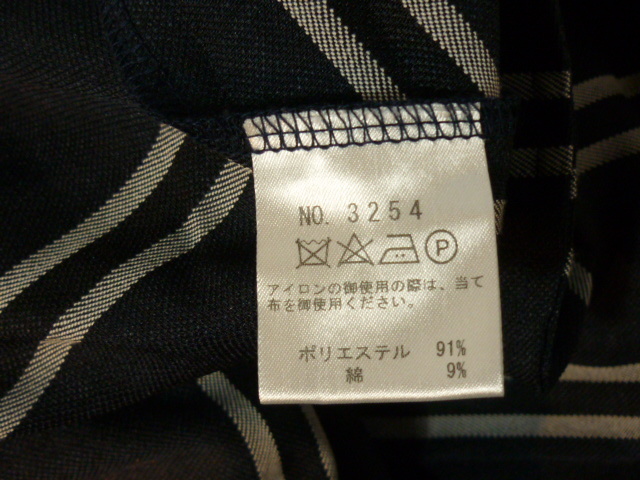 NO. 3254
P
アイロンの御使用の際は、当て
布を御使用ください。
ポリエステル 91%
綿 9%